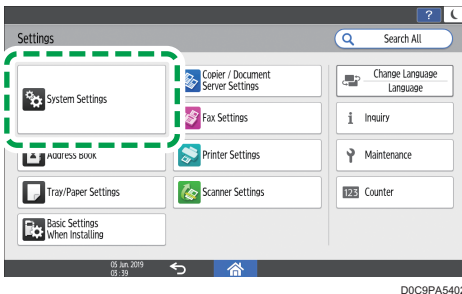 ?
Settings
Search All
System Settings
Copier / Document
Server Settings
Change Language
Language
Fax Settings
i Inquiry
Address Book
Printer Settings
Maintenance
Tray/Paper Settings
Scanner Settings
123 Counter
Basic Settings
When Installing
05 Jun. 2019
03:39
D0C9PA5402